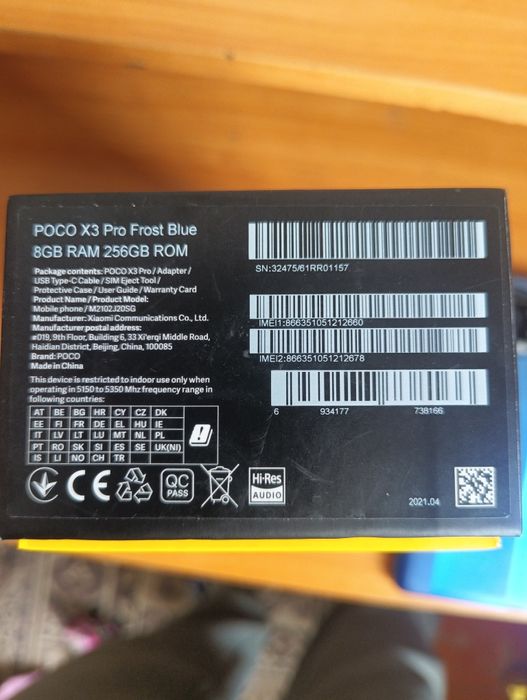 POCO X3 Pro Frost Blue
8GB RAM 256GB ROM
Package contents: POCO X3 Pro / Adapter /
USB Type-C Cable / SIM Eject Tool /
Protective Case / User Guide / Warranty Card
Product Name / Product Model:
Mobile phone / M2102J20SG
Manufacturer: Xiaomi Communications Co., Ltd.
Manufacturer postal address:
#019, 9th Floor, Building 6, 33 Xi'erqi Middle Road,
Haidian District, Beijing, China, 100085
Brand: POCO
Made in China
This device is restricted to indoor use only when
operating in 5150 to 5350 Mhz frequency range in
following countries:
AT BE BG HR CY CZ DK
EE FI FR DE EL HU IE
IT LV LT LU MT NL PL
PT RO SK SI ES SE UK(NI)
IS LI NO CH TR
CE
QC
PASS
Hi-Res
AUDIO
SN:32475/61RR01157
IMEI1:866351051212660
IMEI2:866351051212678
6 934177 738166
2021.04